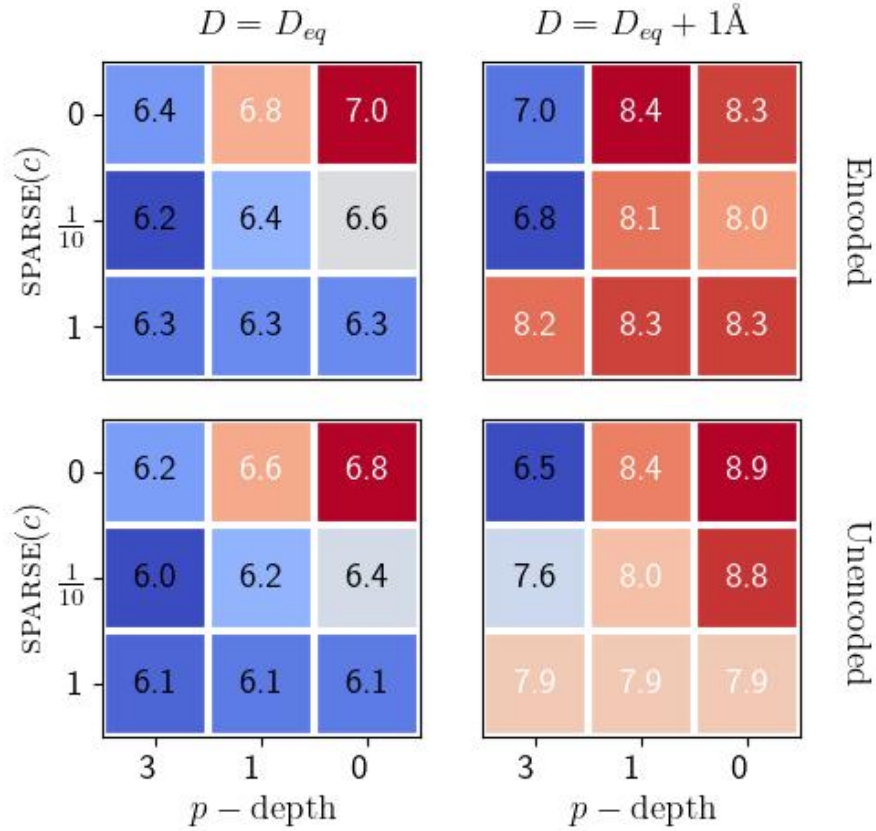 D = D_eq
D = D_eq + 1Å
SPARSE(c)
0
6.4 6.8 7.0
1/10
6.2 6.4 6.6
1
6.3 6.3 6.3
7.0 8.4 8.3
6.8 8.1 8.0
8.2 8.3 8.3
Encoded
SPARSE(c)
0
6.2 6.6 6.8
1/10
6.0 6.2 6.4
1
6.1 6.1 6.1
6.5 8.4 8.9
7.6 8.0 8.8
7.9 7.9 7.9
Unencoded
3 1 0
p − depth
3 1 0
p − depth